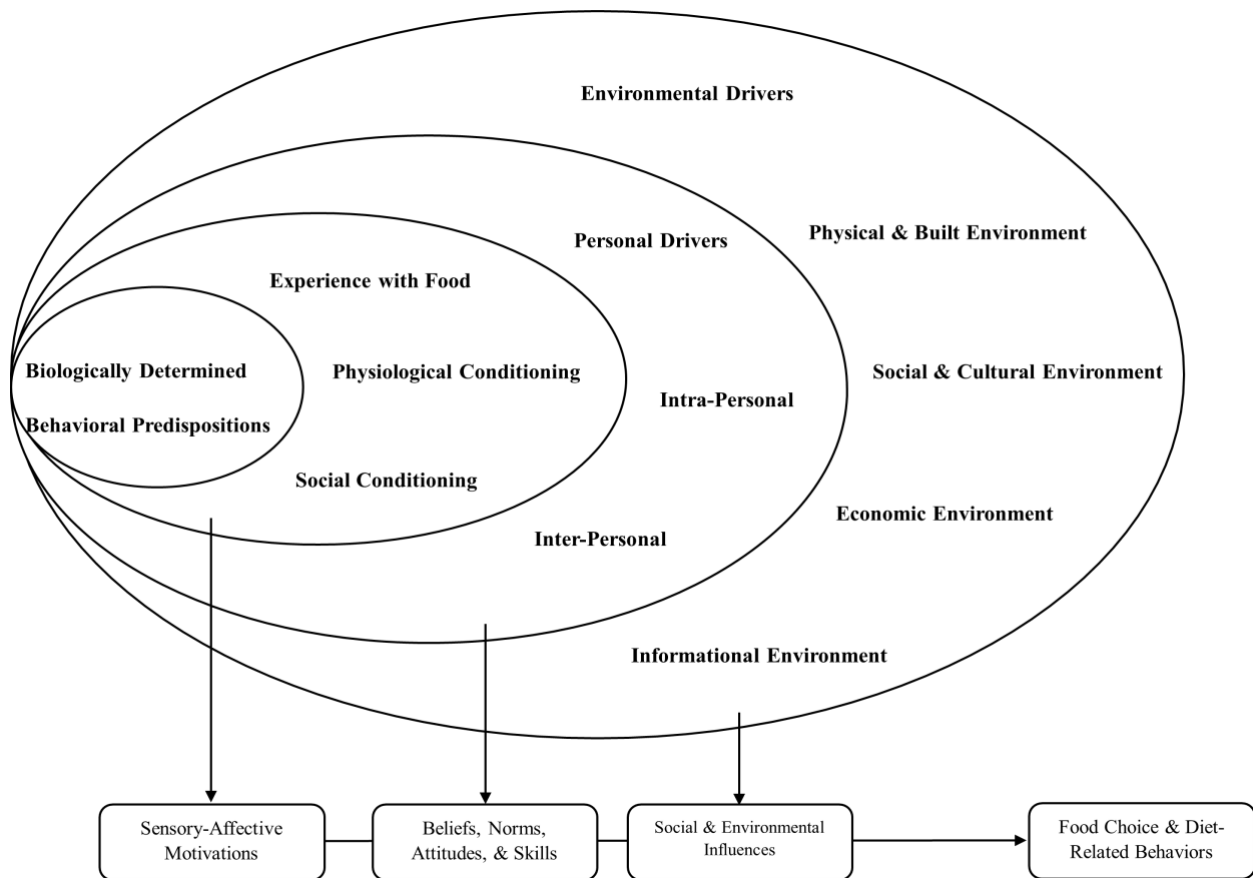 Environmental Drivers
Physical & Built Environment
Personal Drivers
Experience with Food
Biologically Determined
Physiological Conditioning
Social & Cultural Environment
Intra-Personal
Behavioral Predispositions
Social Conditioning
Economic Environment
Inter-Personal
Informational Environment
Sensory-Affective
Motivations
Beliefs, Norms,
Attitudes, & Skills
Social & Environmental
Influences
Food Choice & Diet-
Related Behaviors